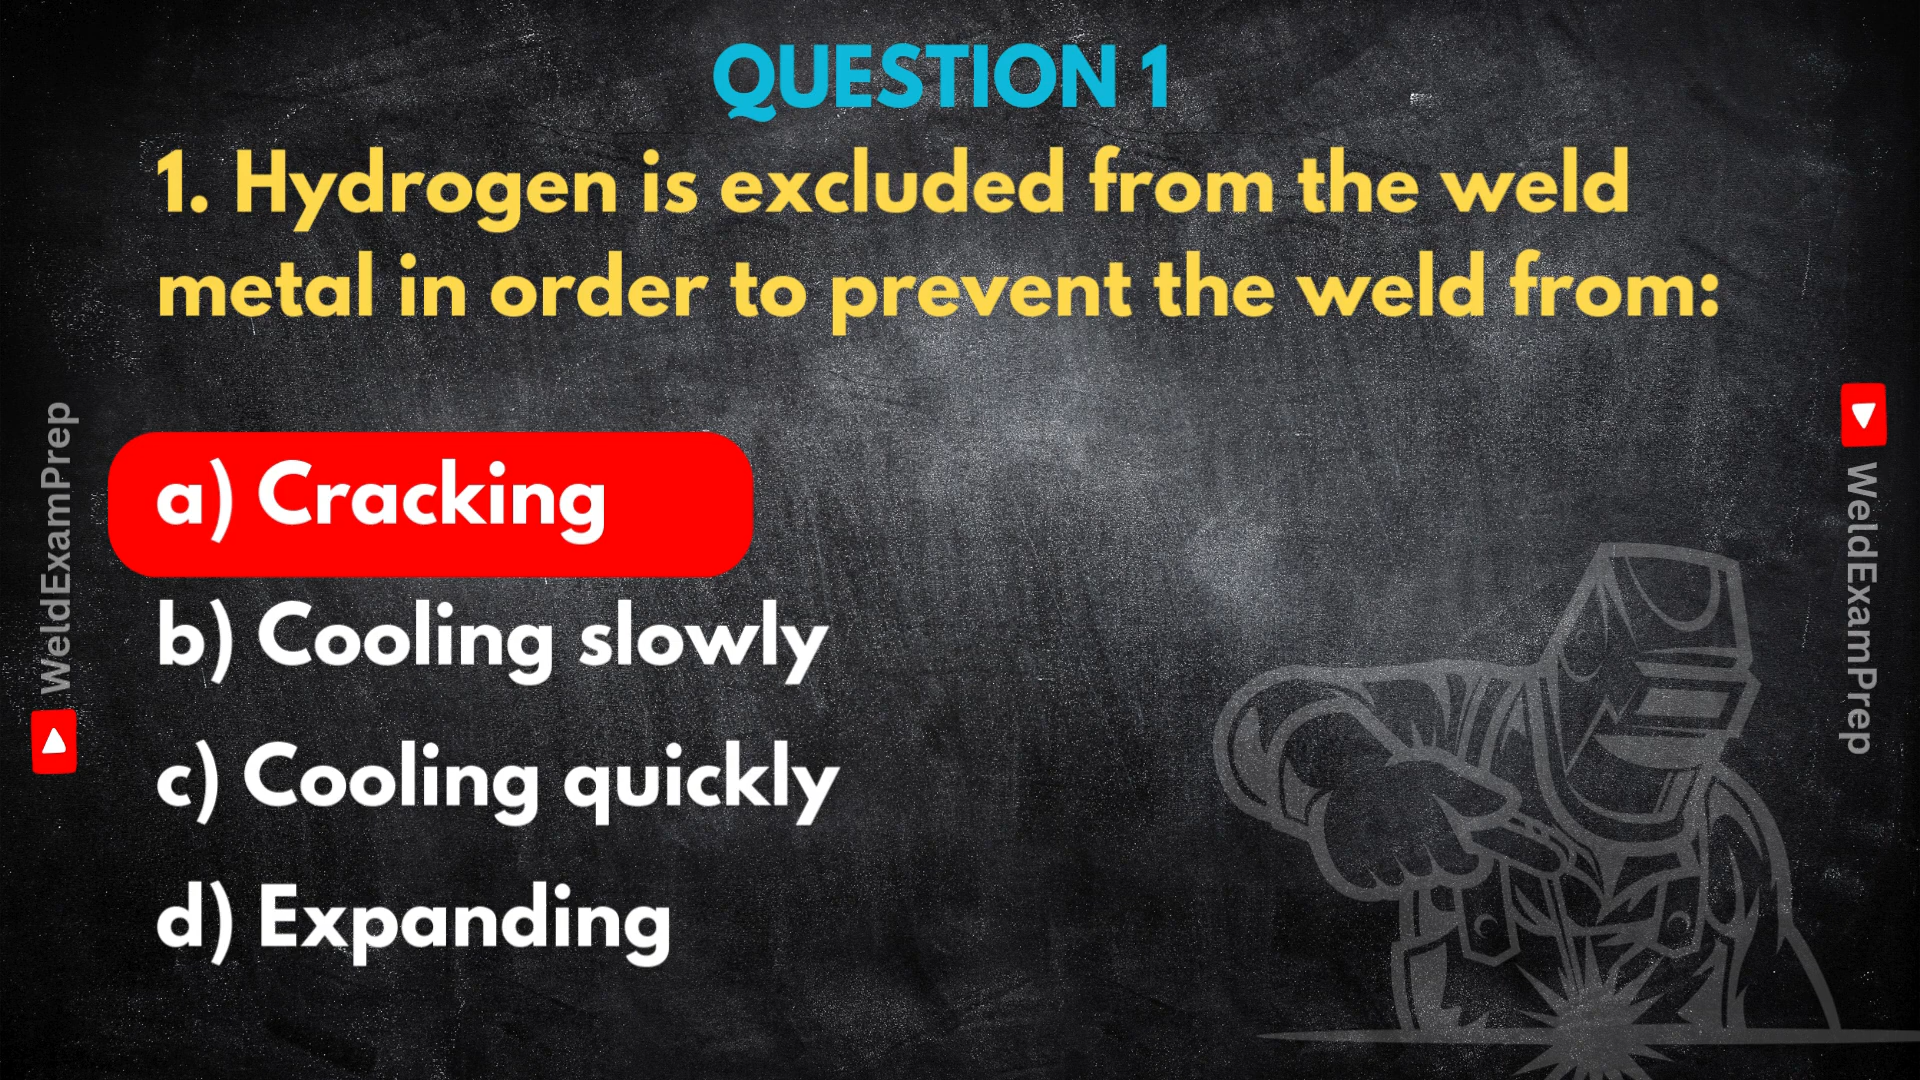 QUESTION 1
1. Hydrogen is excluded from the weld
metal in order to prevent the weld from:
a) Cracking
b) Cooling slowly
c) Cooling quickly
d) Expanding
WeldExamPrep
WeldExamPrep